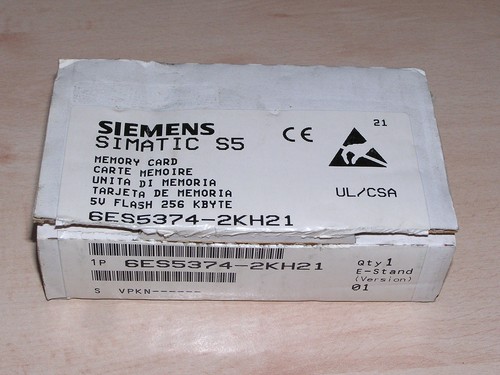 21
SIEMENS
SIMATIC S5
CE
MEMORY CARD
CARTE MEMOIRE
UNITA DI MEMORIA
TARJETA DE MEMORIA
5V FLASH 256 KBYTE
UL/CSA
6ES5374-2KH21
1P 6ES5374-2KH21
Qty 1
E-Stand
(Version)
01
S VPKN------